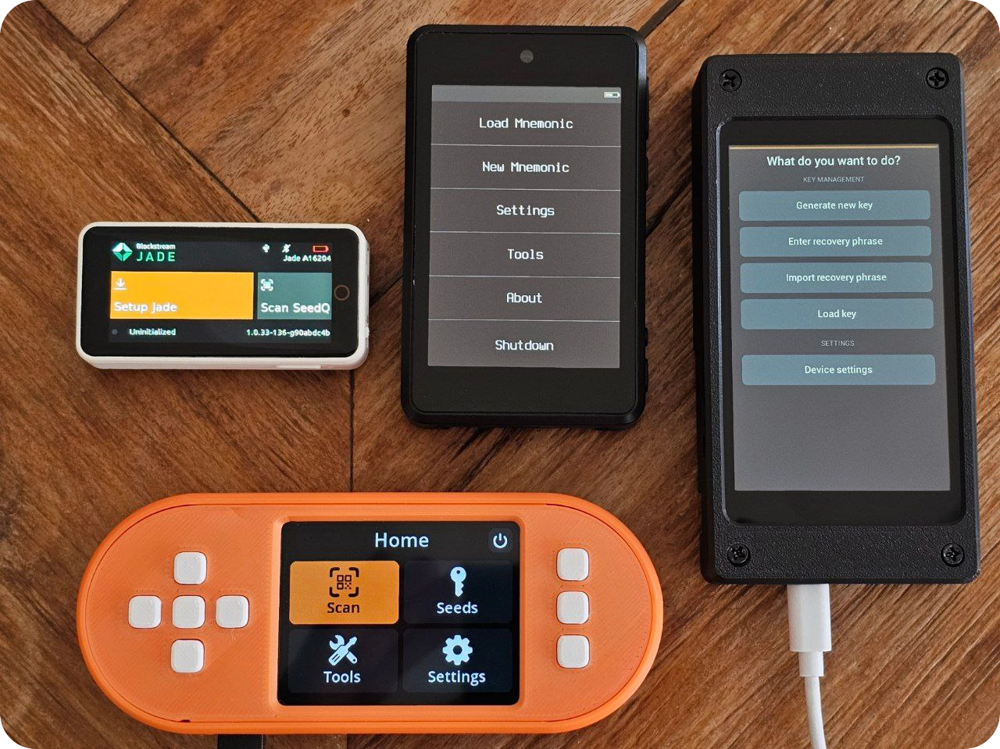 Blockstream
JADE
Jade A16204
Setup Jade
Scan SeedQ
Uninitialized
1.0.33-136-g90abdc4b
Load Mnemonic
New Mnemonic
Settings
Tools
About
Shutdown
What do you want to do?
KEY MANAGEMENT
Generate new key
Enter recovery phrase
Import recovery phrase
Load key
SETTINGS
Device settings
Home
Scan
Seeds
Tools
Settings